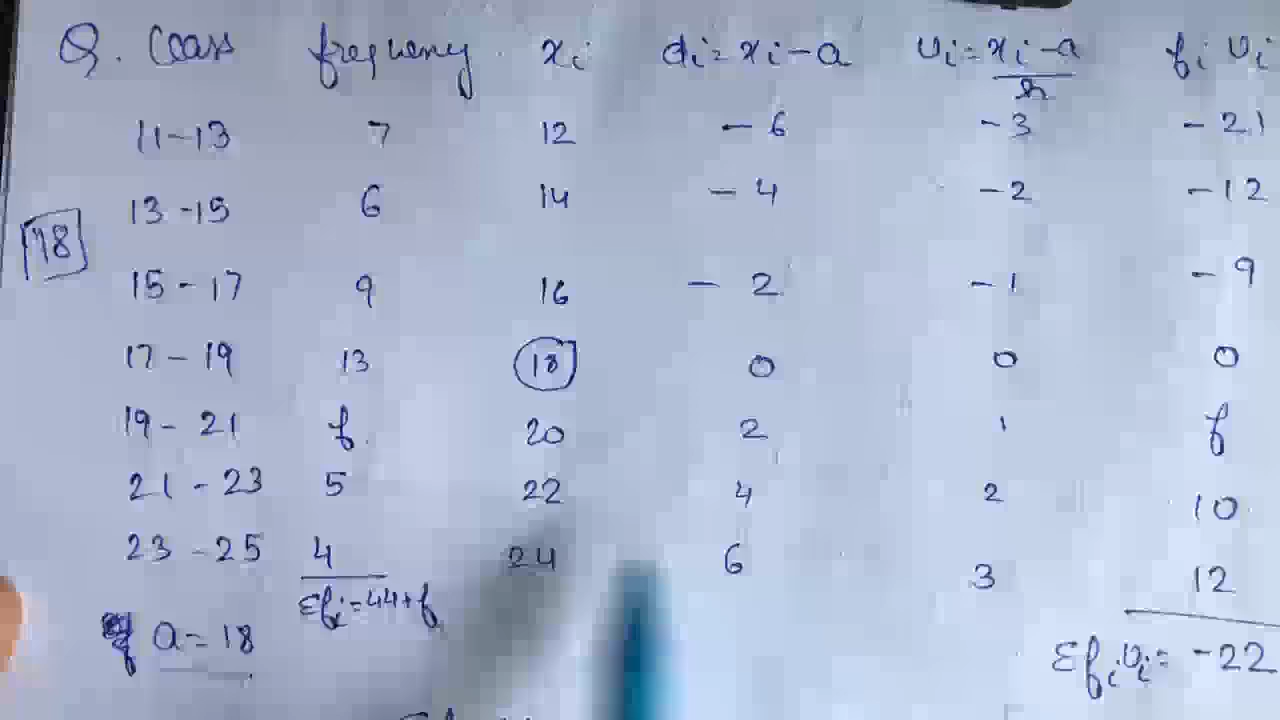 Q. Class frequency xi di = xi - a ui = xi - a / h fi ui
11-13 7 12 - 6 - 3 - 21
13-15 6 14 - 4 - 2 - 12
18
15-17 9 16 - 2 - 1 - 9
17-19 13 18 0 0 0
19-21 f 20 2 1 f
21-23 5 22 4 2 10
23-25 4 24 6 3 12
Σfi = 44+f
a = 18
Σfiui = -22